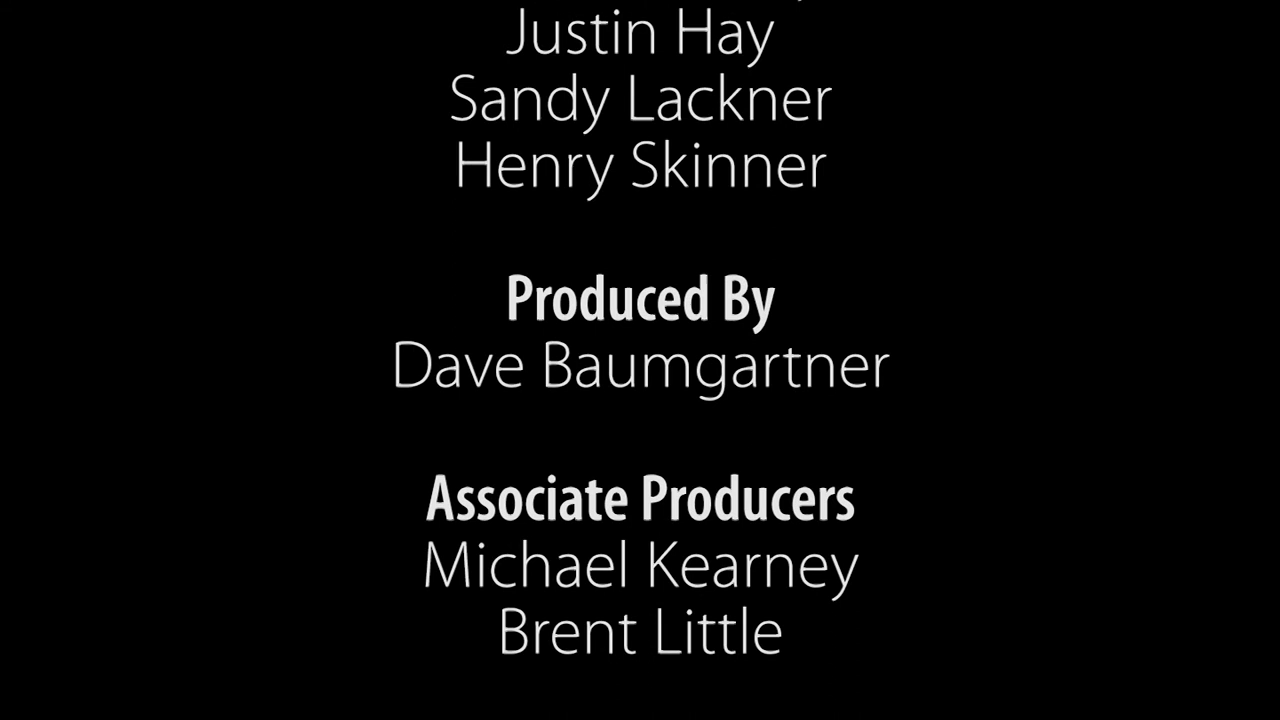 Justin Hay
Sandy Lackner
Henry Skinner
Produced By
Dave Baumgartner
Associate Producers
Michael Kearney
Brent Little